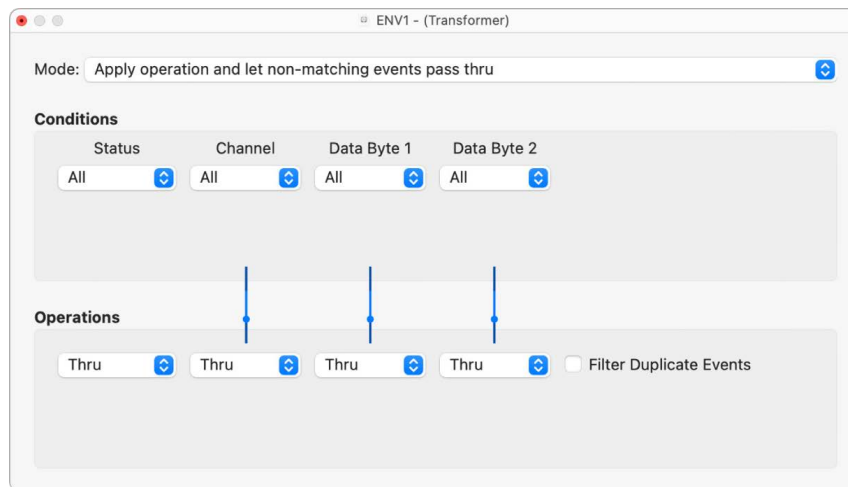 ENV1 - (Transformer)
Mode: Apply operation and let non-matching events pass thru
Conditions
Status Channel Data Byte 1 Data Byte 2
All All All All
Operations
Thru Thru Thru Thru Filter Duplicate Events